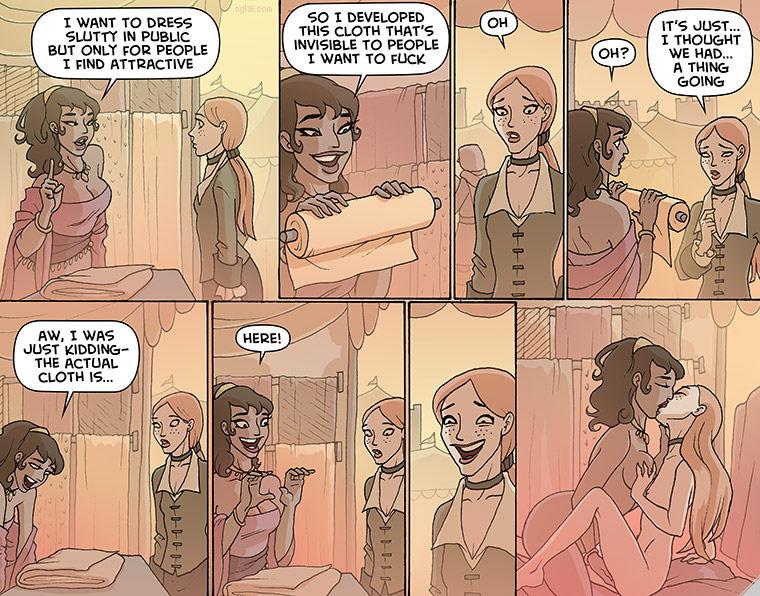 I WANT TO DRESS
SLUTTY IN PUBLIC
BUT ONLY FOR PEOPLE
I FIND ATTRACTIVE
oglaf.com
SO I DEVELOPED
THIS CLOTH THAT'S
INVISIBLE TO PEOPLE
I WANT TO FUCK
OH
OH?
IT'S JUST...
I THOUGHT
WE HAD...
A THING
GOING
AW, I WAS
JUST KIDDING–
THE ACTUAL
CLOTH IS...
HERE!